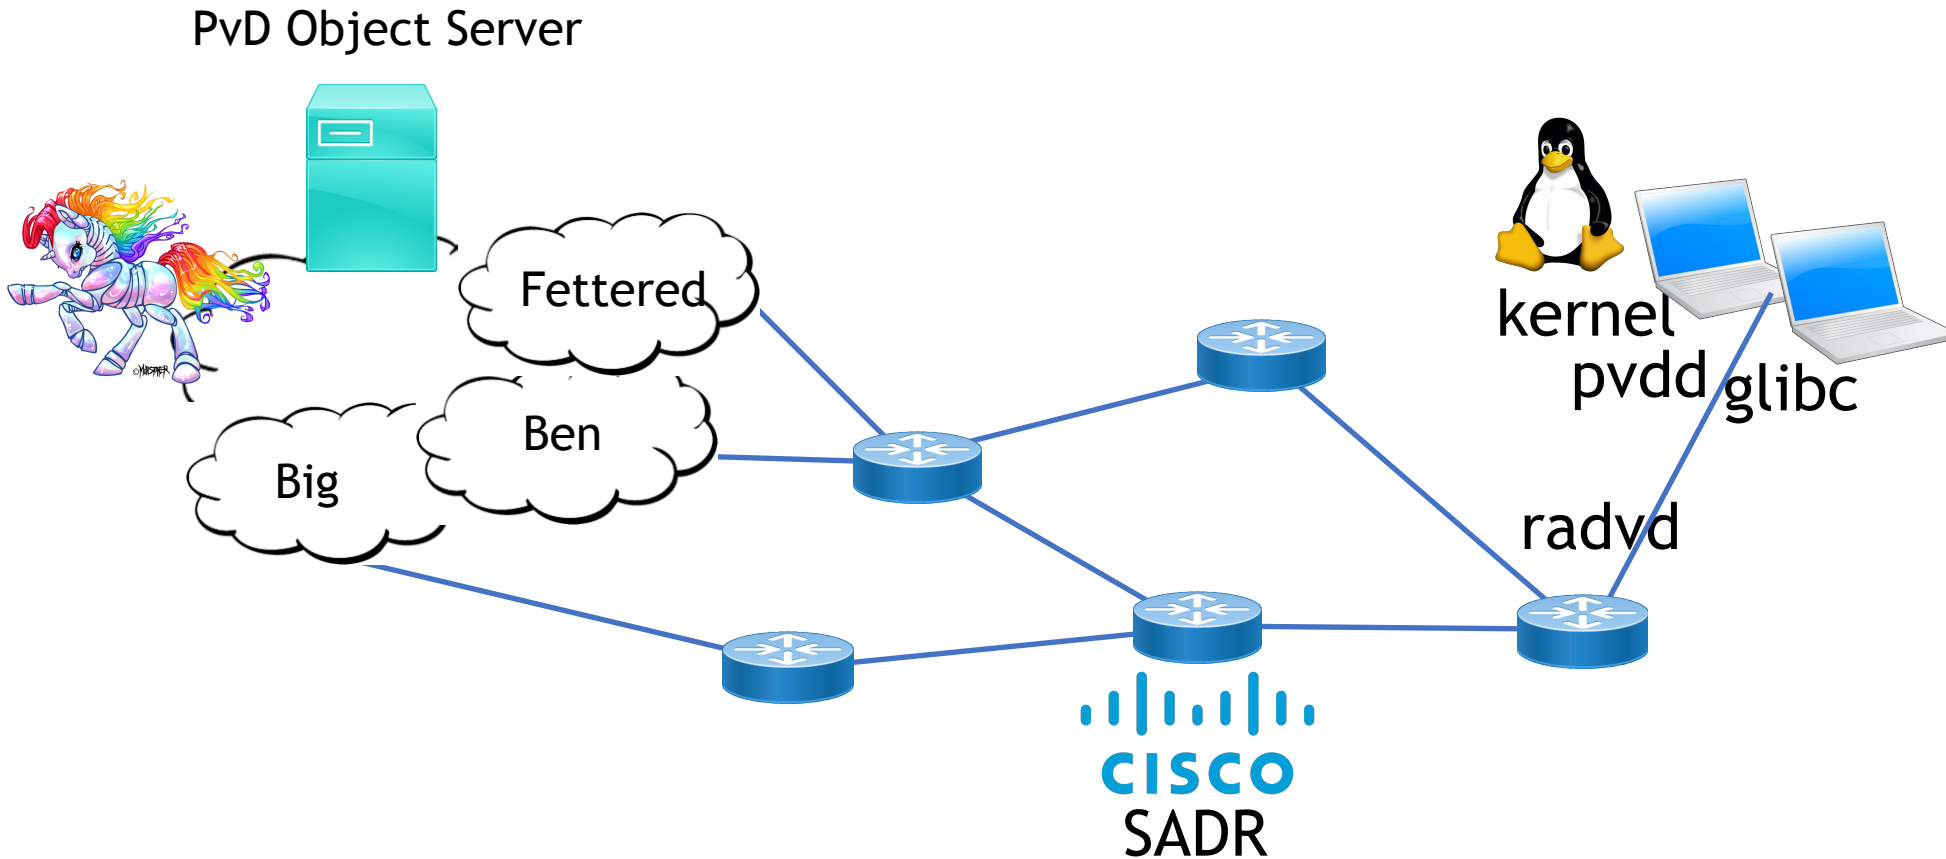 PvD Object Server
Fettered
Ben
Big
kernel
pvdd
glibc
radvd
CISCO
SADR